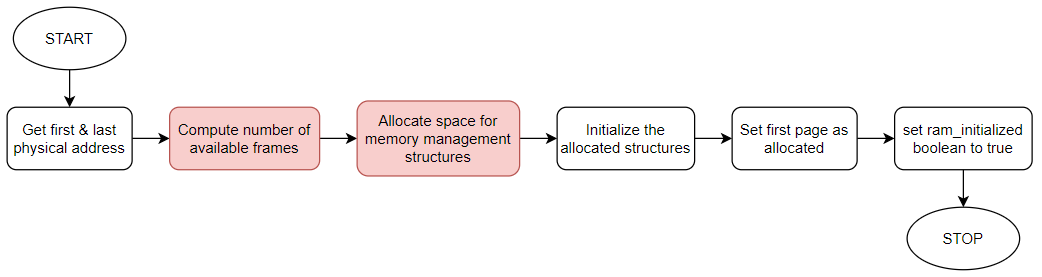 START
Get first & last
physical address
Compute number of
available frames
Allocate space for
memory management
structures
Initialize the
allocated structures
Set first page as
allocated
set ram_initialized
boolean to true
STOP